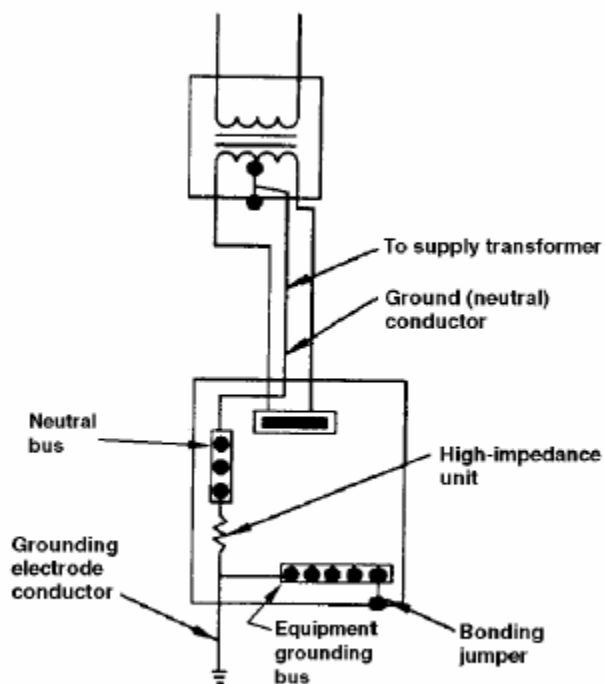 To supply transformer
Ground (neutral)
conductor
Neutral
bus
High-impedance
unit
Grounding
electrode
conductor
Equipment
grounding
bus
Bonding
jumper